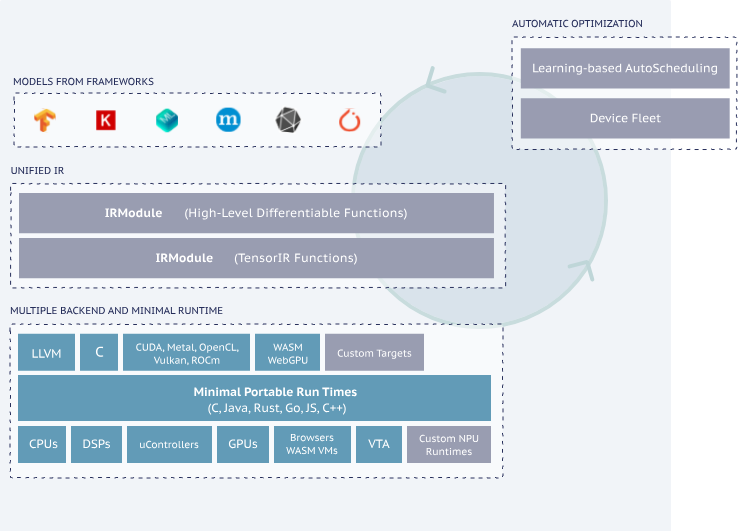 AUTOMATIC OPTIMIZATION
Learning-based AutoScheduling
Device Fleet
MODELS FROM FRAMEWORKS
K
m
UNIFIED IR
IRModule (High-Level Differentiable Functions)
IRModule (TensorIR Functions)
MULTIPLE BACKEND AND MINIMAL RUNTIME
LLVM
C
CUDA, Metal, OpenCL,
Vulkan, ROCm
WASM
WebGPU
Custom Targets
Minimal Portable Run Times
(C, Java, Rust, Go, JS, C++)
CPUs
DSPs
uControllers
GPUs
Browsers
WASM VMs
VTA
Custom NPU
Runtimes